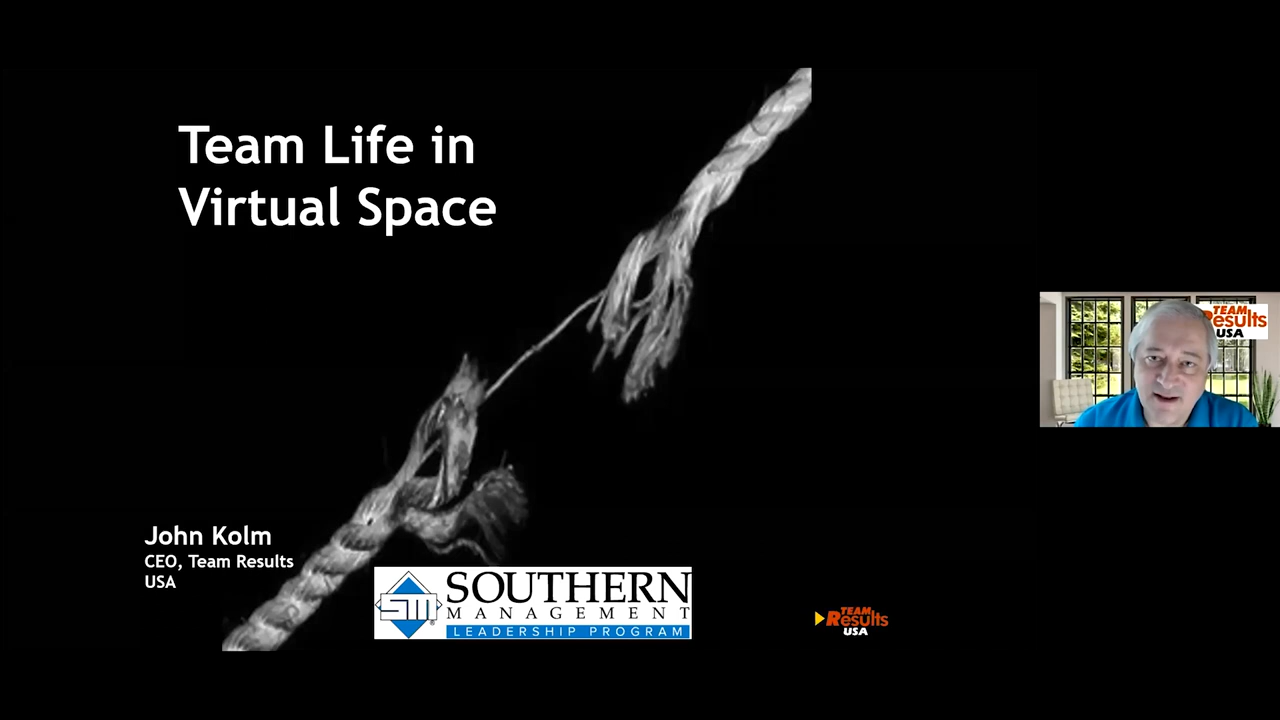 Team Life in
Virtual Space
TEAM
Results
USA
John Kolm
CEO, Team Results
USA
SM
®
SOUTHERN
MANAGEMENT
LEADERSHIP PROGRAM
TEAM
Results
USA